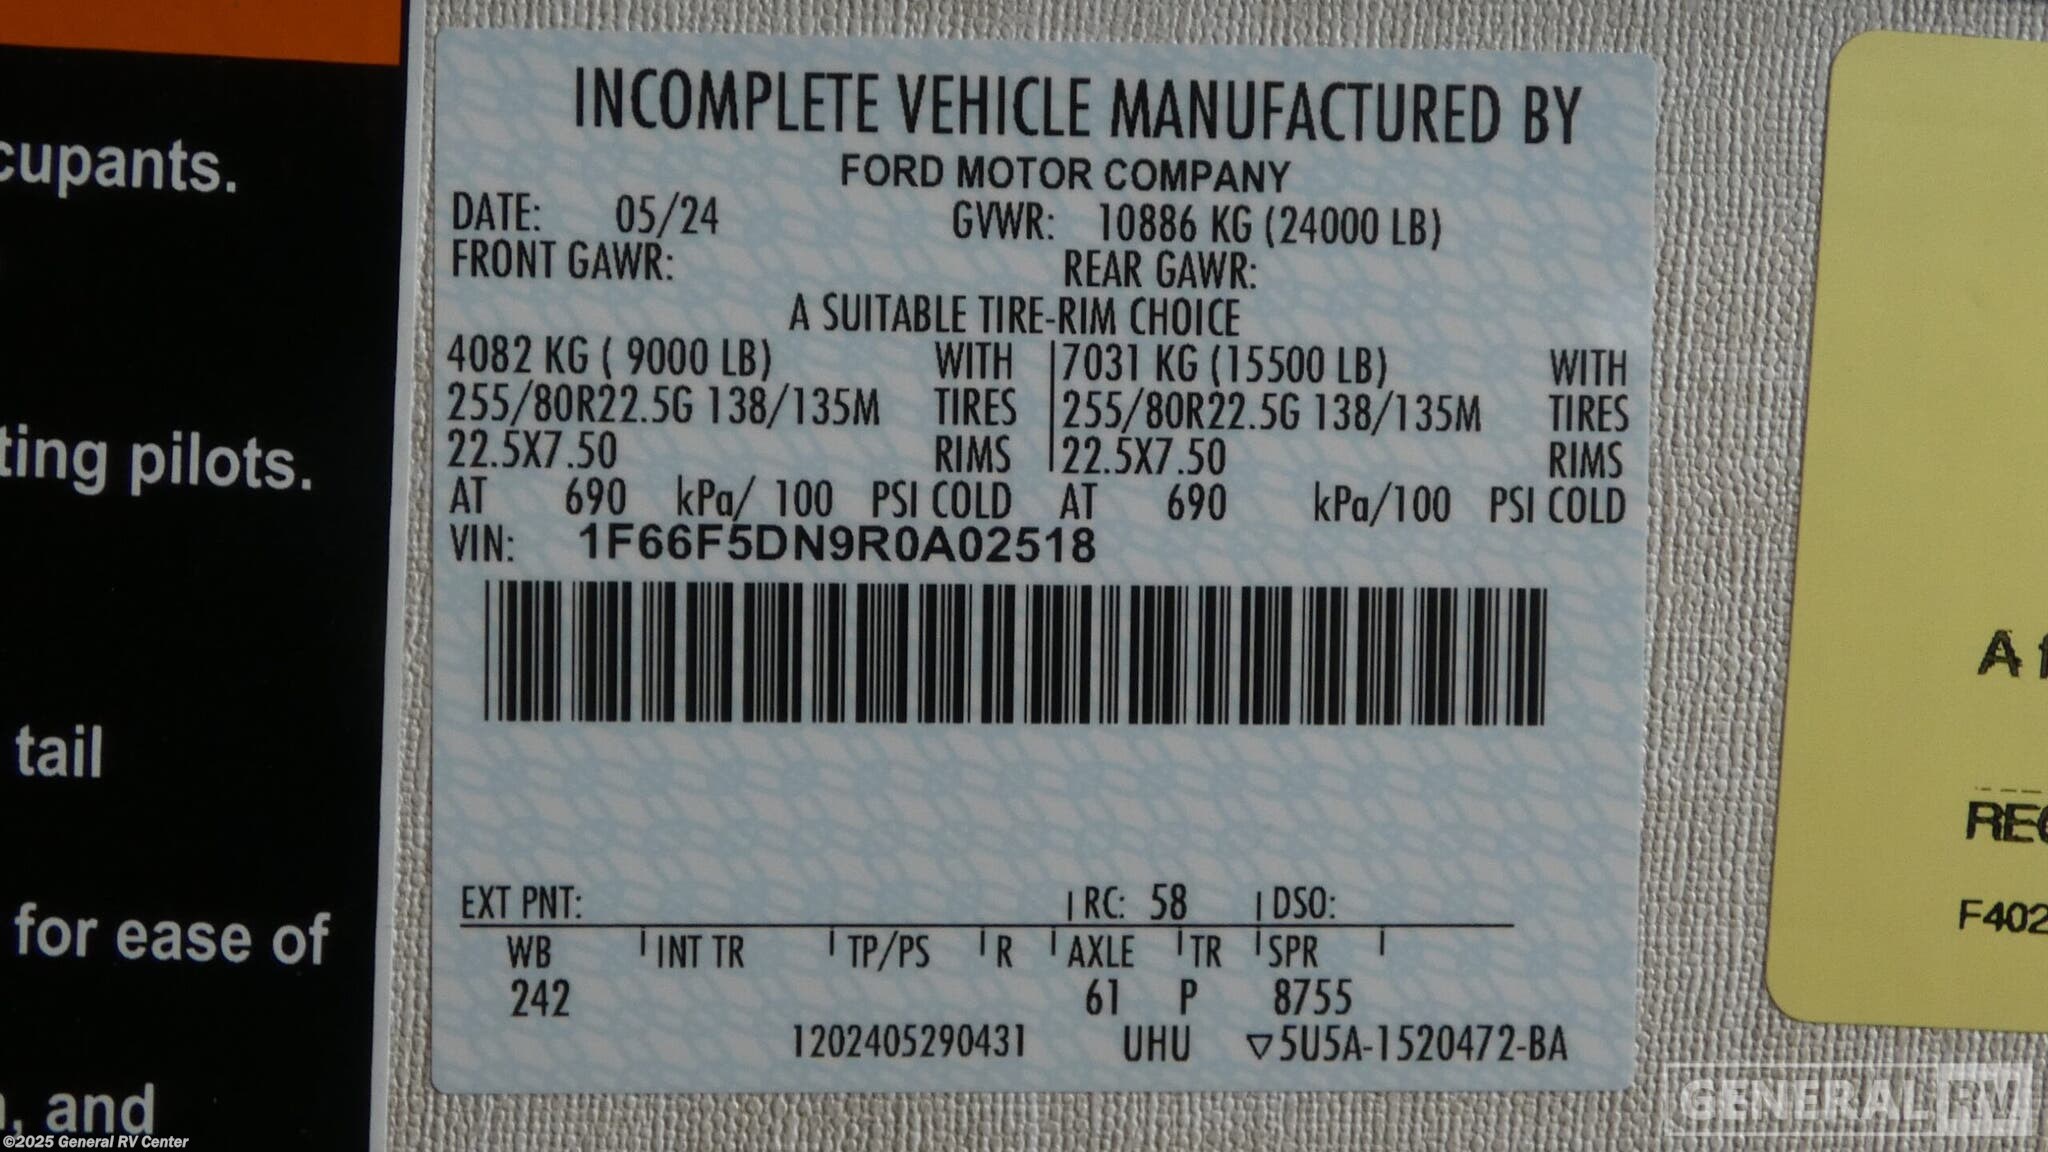 cupants.
ting pilots.
tail
for ease of
, and
INCOMPLETE VEHICLE MANUFACTURED BY
FORD MOTOR COMPANY
DATE: 05/24 GVWR: 10886 KG (24000 LB)
FRONT GAWR: REAR GAWR:
A SUITABLE TIRE-RIM CHOICE
4082 KG ( 9000 LB) WITH 7031 KG (15500 LB) WITH
255/80R22.5G 138/135M TIRES 255/80R22.5G 138/135M TIRES
22.5X7.50 RIMS 22.5X7.50 RIMS
AT 690 kPa/ 100 PSI COLD AT 690 kPa/100 PSI COLD
VIN: 1F66F5DN9R0A02518
EXT PNT: RC: 58 DSO:
WB INT TR TP/PS R AXLE TR SPR
242 61 P 8755
1202405290431 UHU ▽5U5A-1520472-BA
A
REC
F402
GENERAL RV
©2025 General RV Center